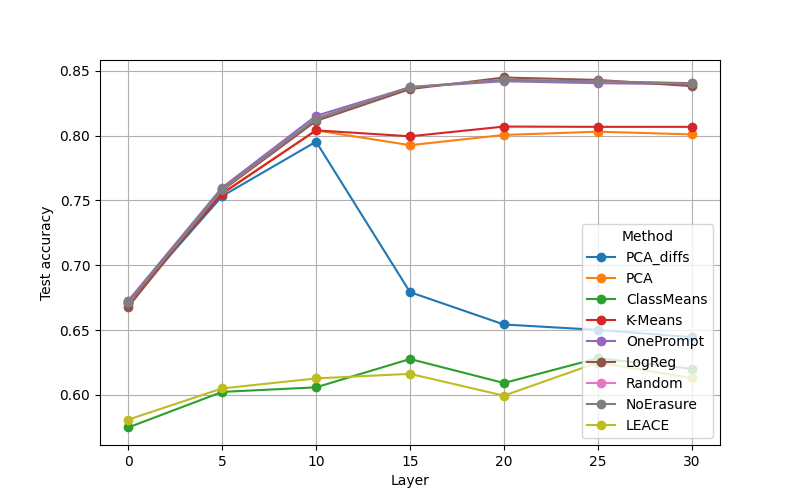 0.85
0.80
0.75
0.70
0.65
0.60
Test accuracy
0 5 10 15 20 25 30
Layer
Method
PCA_diffs
PCA
ClassMeans
K-Means
OnePrompt
LogReg
Random
NoErasure
LEACE